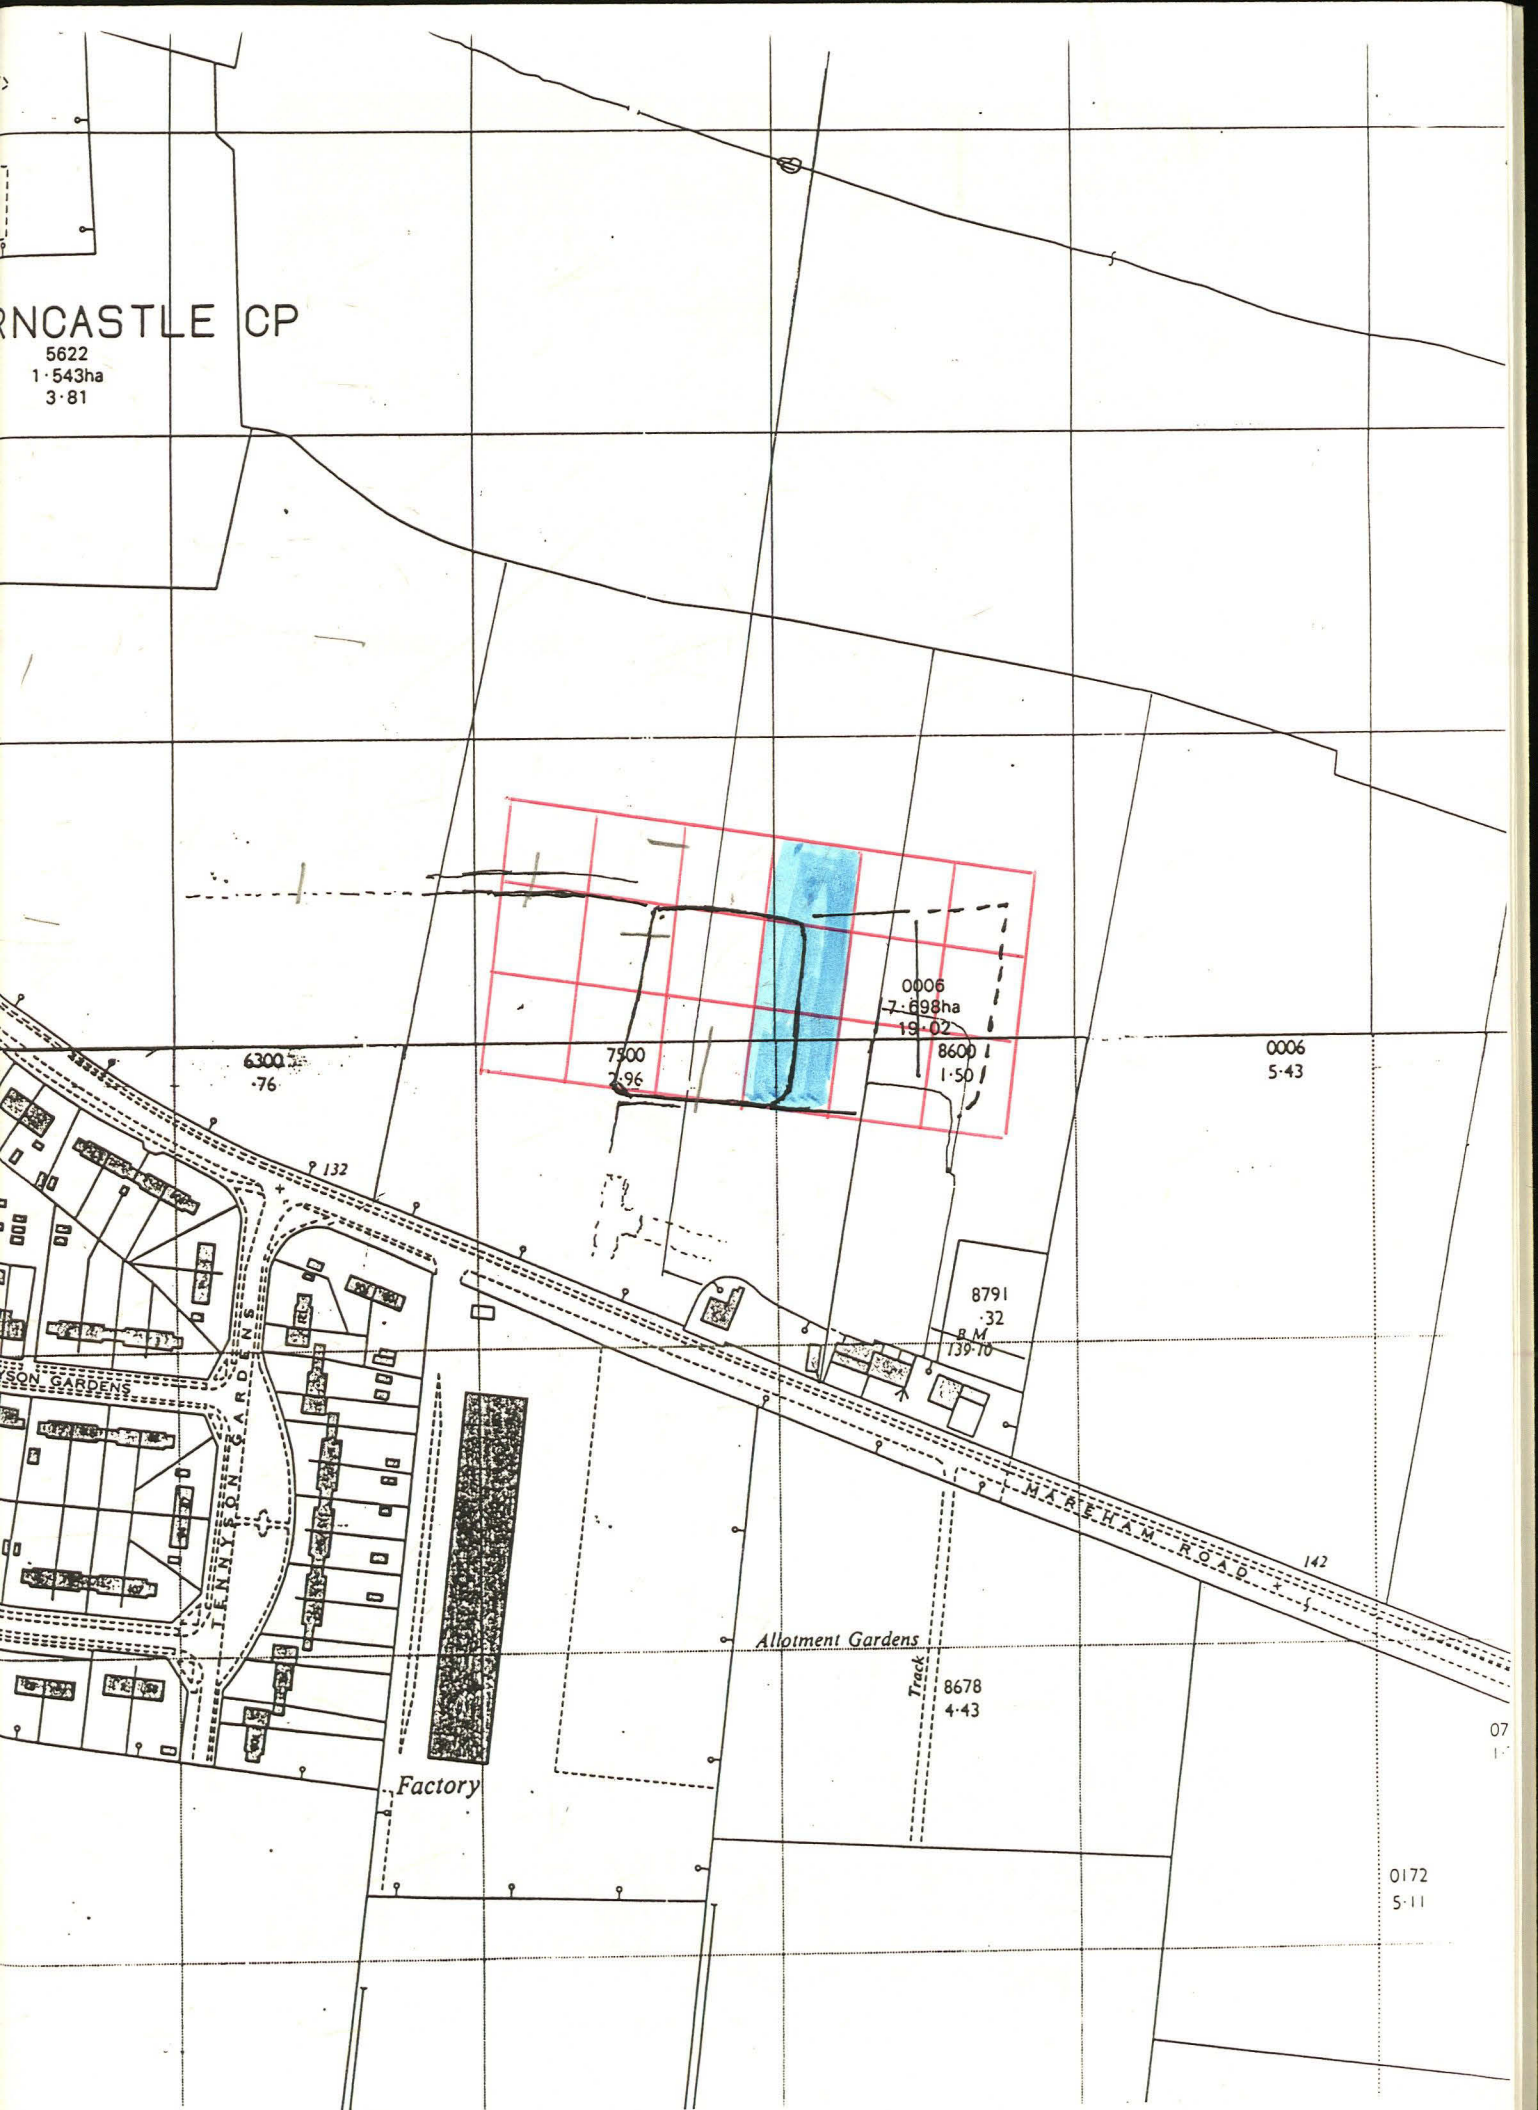 RNCASTLE CP
5622
1·543ha
3·81
0006
7·698ha
19·02
6300
·76
7500
2·96
8600
1·50
0006
5·43
132
8791
·32
B M
139·10
YSON GARDENS
TENNYSON GARDENS
MAREHAM ROAD
142
Allotment Gardens
Track
8678
4·43
07
Factory
0172
5·11